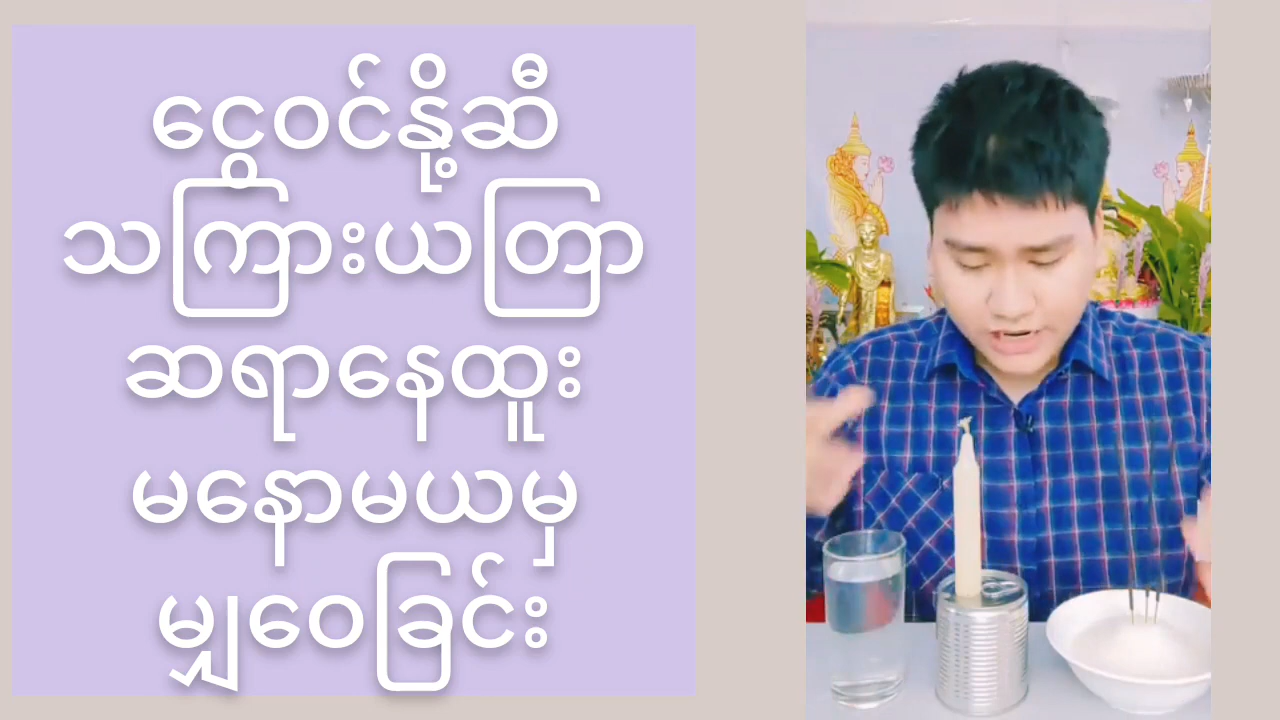 ငွေဝင်နို့ဆီ
သကြားယတြာ
ဆရာနေထူး
မနောမယမှ
မျှဝေခြင်း